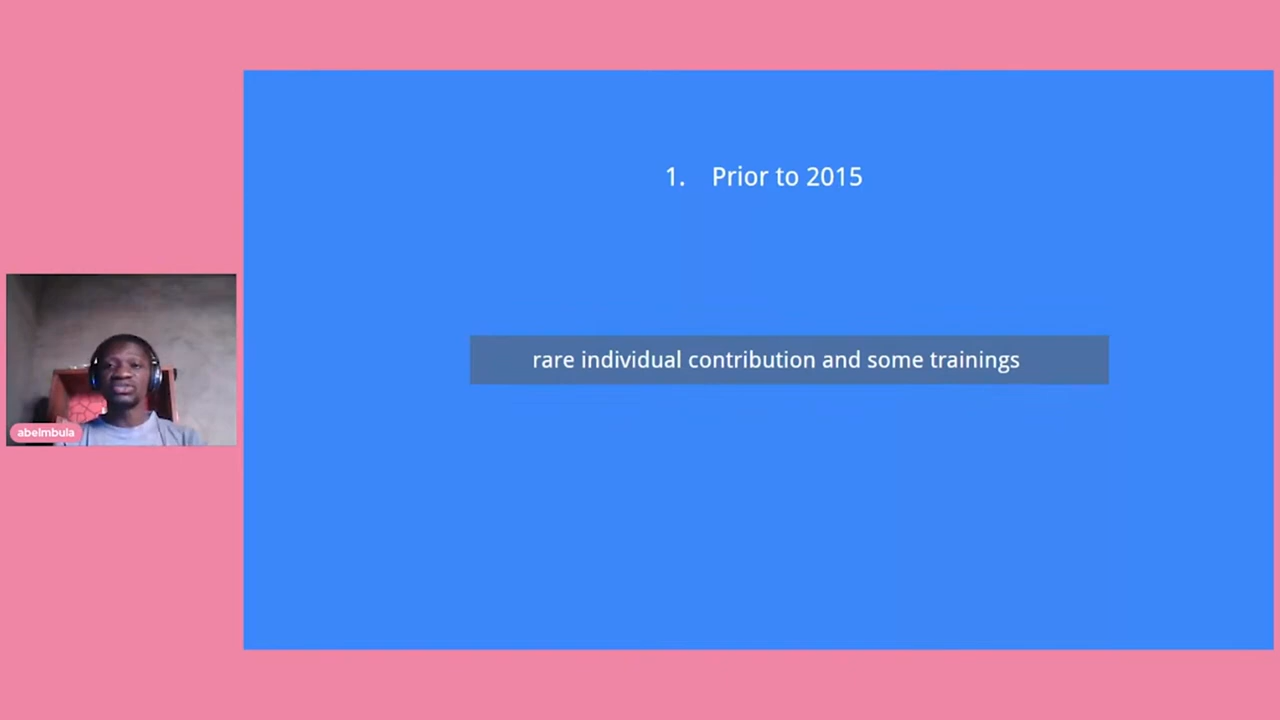 1. Prior to 2015
rare individual contribution and some trainings
abelmbula